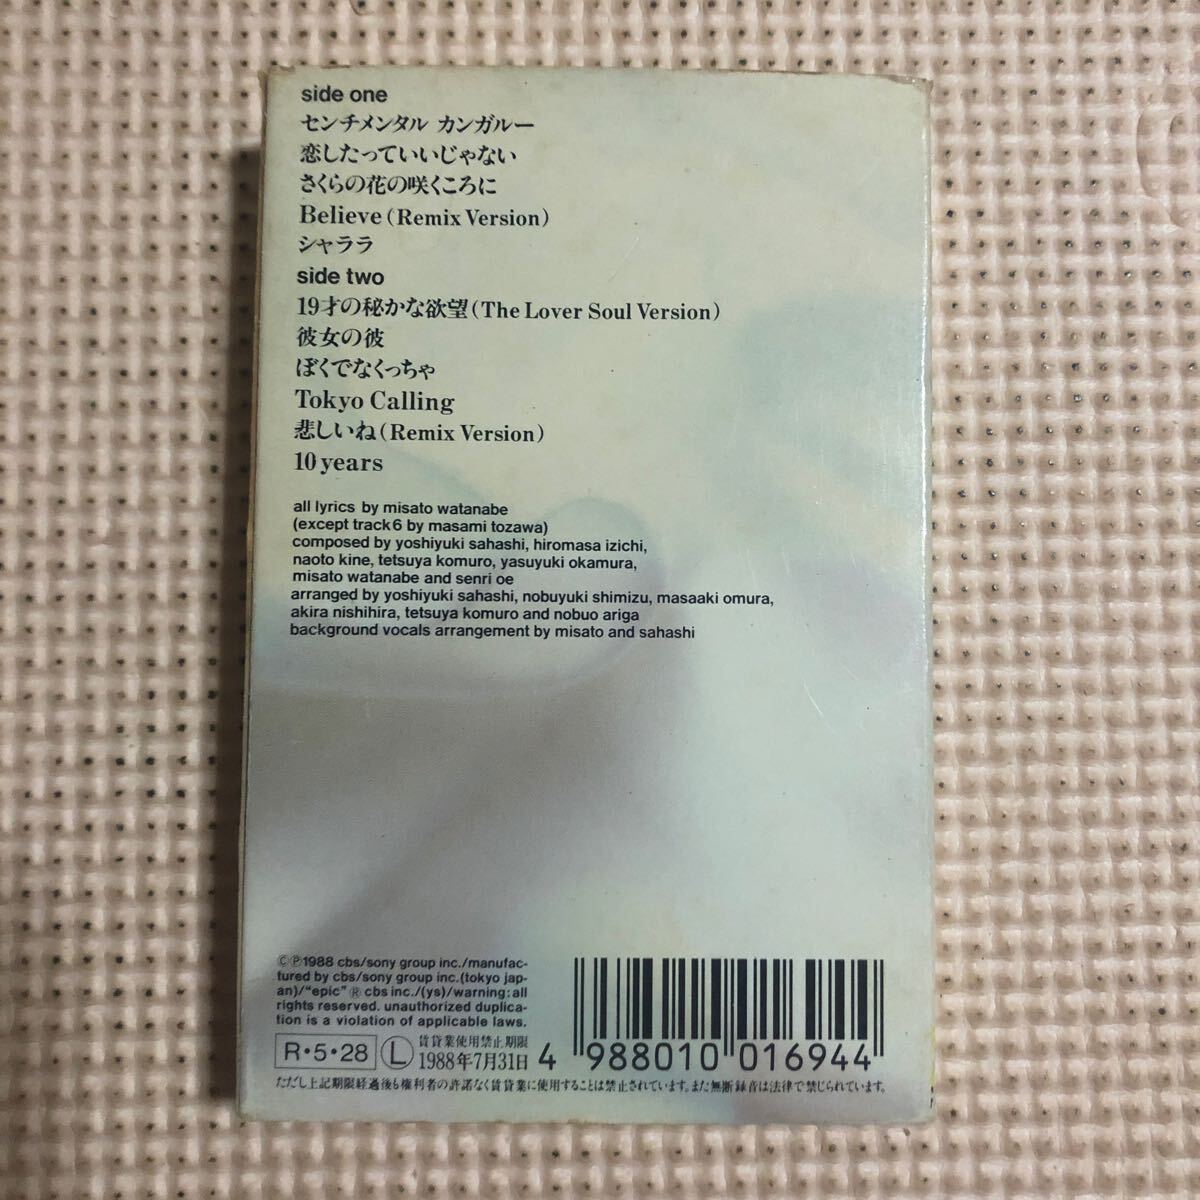 side one
センチメンタル カンガルー
恋したっていいじゃない
さくらの花の咲くころに
Believe (Remix Version)
シャララ
side two
19才の秘かな欲望 (The Lover Soul Version)
彼女の彼
ぼくでなくっちゃ
Tokyo Calling
悲しいね (Remix Version)
10 years
all lyrics by misato watanabe
(except track 6 by masami tozawa)
composed by yoshiyuki sahashi, hiromasa izichi,
naoto kine, tetsuya komuro, yasuyuki okamura,
misato watanabe and senri oe
arranged by yoshiyuki sahashi, nobuyuki shimizu, masaaki omura,
akira nishihira, tetsuya komuro and nobuo ariga
background vocals arrangement by misato and sahashi
©℗1988 cbs/sony group inc./manufac-
tured by cbs/sony group inc.(tokyo jap-
an)/"epic" ® cbs inc./(ys)/warning: all
rights reserved. unauthorized duplica-
tion is a violation of applicable laws.
R・5・28 Ⓛ 賃貸業使用禁止期限
1988年7月31日
4 988010 016944
ただし上記期限経過後も権利者の許諾なく賃貸業に使用することは禁止されています。また無断録音は法律で禁じられています。